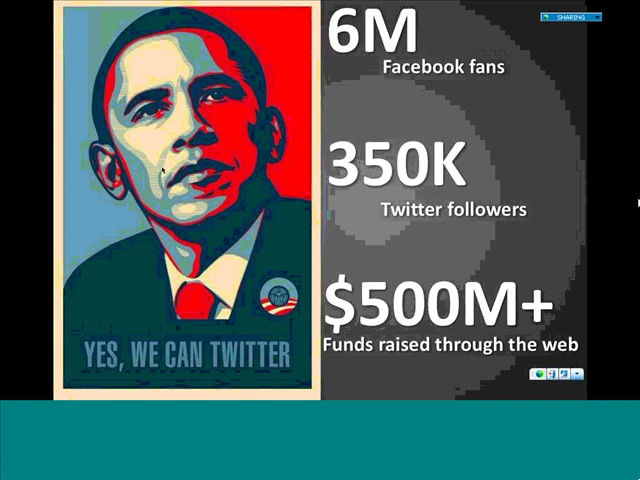 6M
SHARING
Facebook fans
350K
Twitter followers
$500M+
Funds raised through the web
YES, WE CAN TWITTER